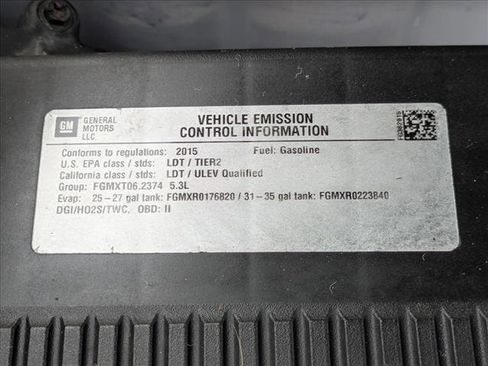 GM GENERAL MOTORS LLC
VEHICLE EMISSION
CONTROL INFORMATION
Conforms to regulations: 2015 Fuel: Gasoline
U.S. EPA class / stds: LDT / TIER2
California class / stds: LDT / ULEV Qualified
Group: FGMXT06.2374 5.3L
Evap: 25-27 gal tank: FGMXR0176820 / 31-35 gal tank: FGMXR0223840
DGI/HO2S/TWC, OBD: II